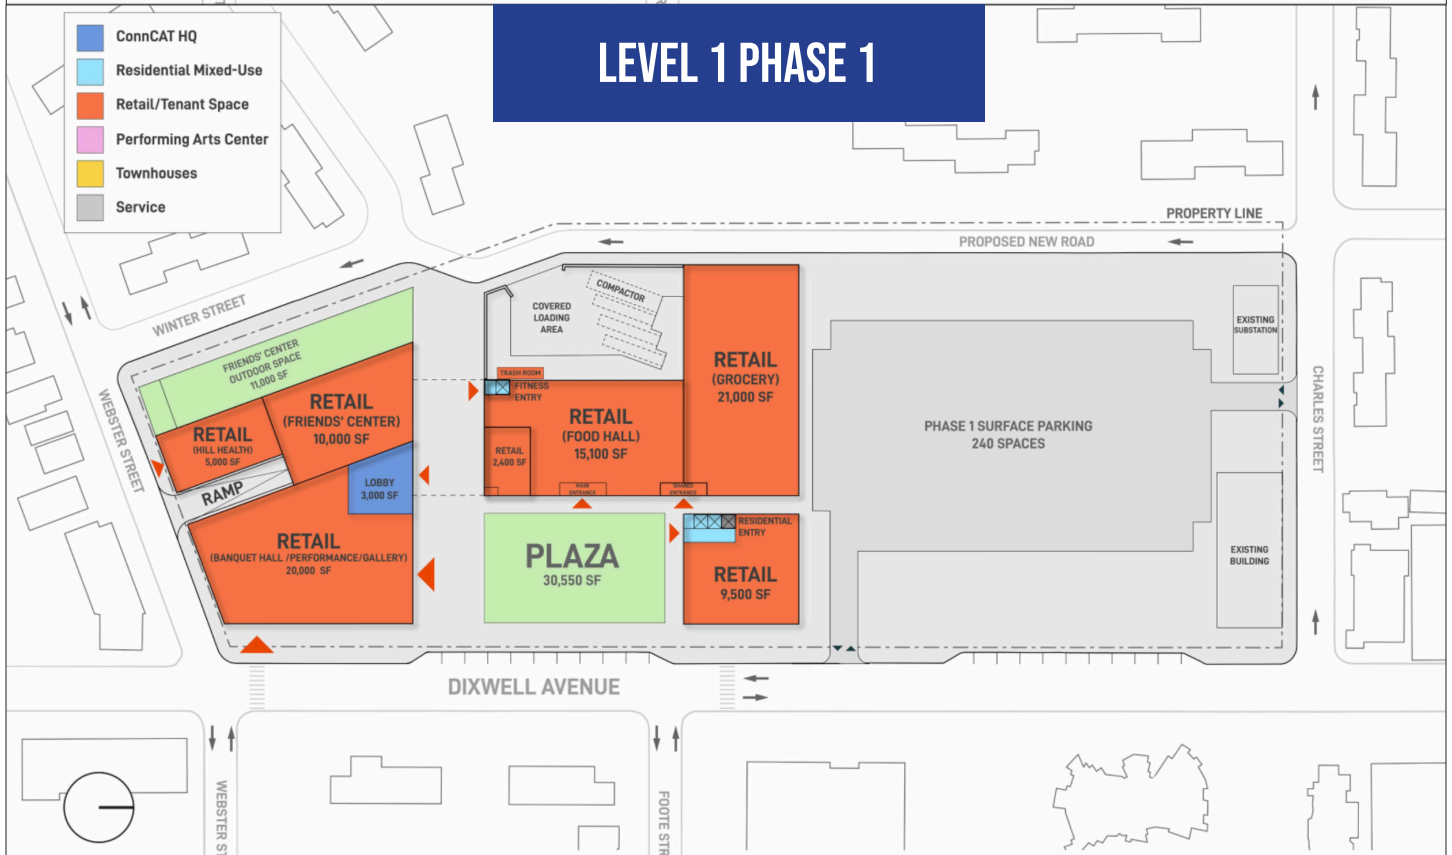 LEVEL 1 PHASE 1
ConnCAT HQ
Residential Mixed-Use
Retail/Tenant Space
Performing Arts Center
Townhouses
Service
PROPERTY LINE
PROPOSED NEW ROAD
WINTER STREET
WEBSTER STREET
CHARLES STREET
FRIENDS' CENTER
OUTDOOR SPACE
11,000 SF
RETAIL
(HILL HEALTH)
5,000 SF
RETAIL
(FRIENDS' CENTER)
10,000 SF
RAMP
LOBBY
3,000 SF
RETAIL
(BANQUET HALL /PERFORMANCE/GALLERY)
20,000 SF
COVERED
LOADING
AREA
COMPACTOR
TRASH ROOM
FITNESS
ENTRY
RETAIL
(FOOD HALL)
15,100 SF
RETAIL
2,400 SF
MAIN
ENTRANCE
SHARED
ENTRANCE
RETAIL
(GROCERY)
21,000 SF
PLAZA
30,550 SF
RESIDENTIAL
ENTRY
RETAIL
9,500 SF
PHASE 1 SURFACE PARKING
240 SPACES
EXISTING
SUBSTATION
EXISTING
BUILDING
DIXWELL AVENUE
WEBSTER ST
FOOTE STR